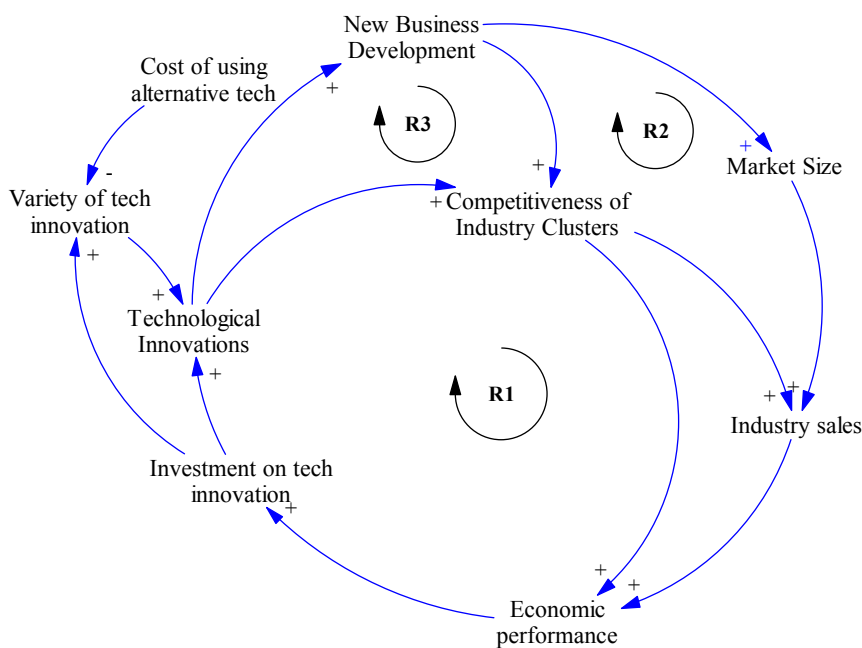 New Business
Development
Cost of using
alternative tech
+
R3
R2
+
Market Size
-
+
Variety of tech
innovation
+
Competitiveness of
Industry Clusters
+
+
Technological
Innovations
+
R1
+
+
Industry sales
Investment on tech
innovation
+
+
+
Economic
performance